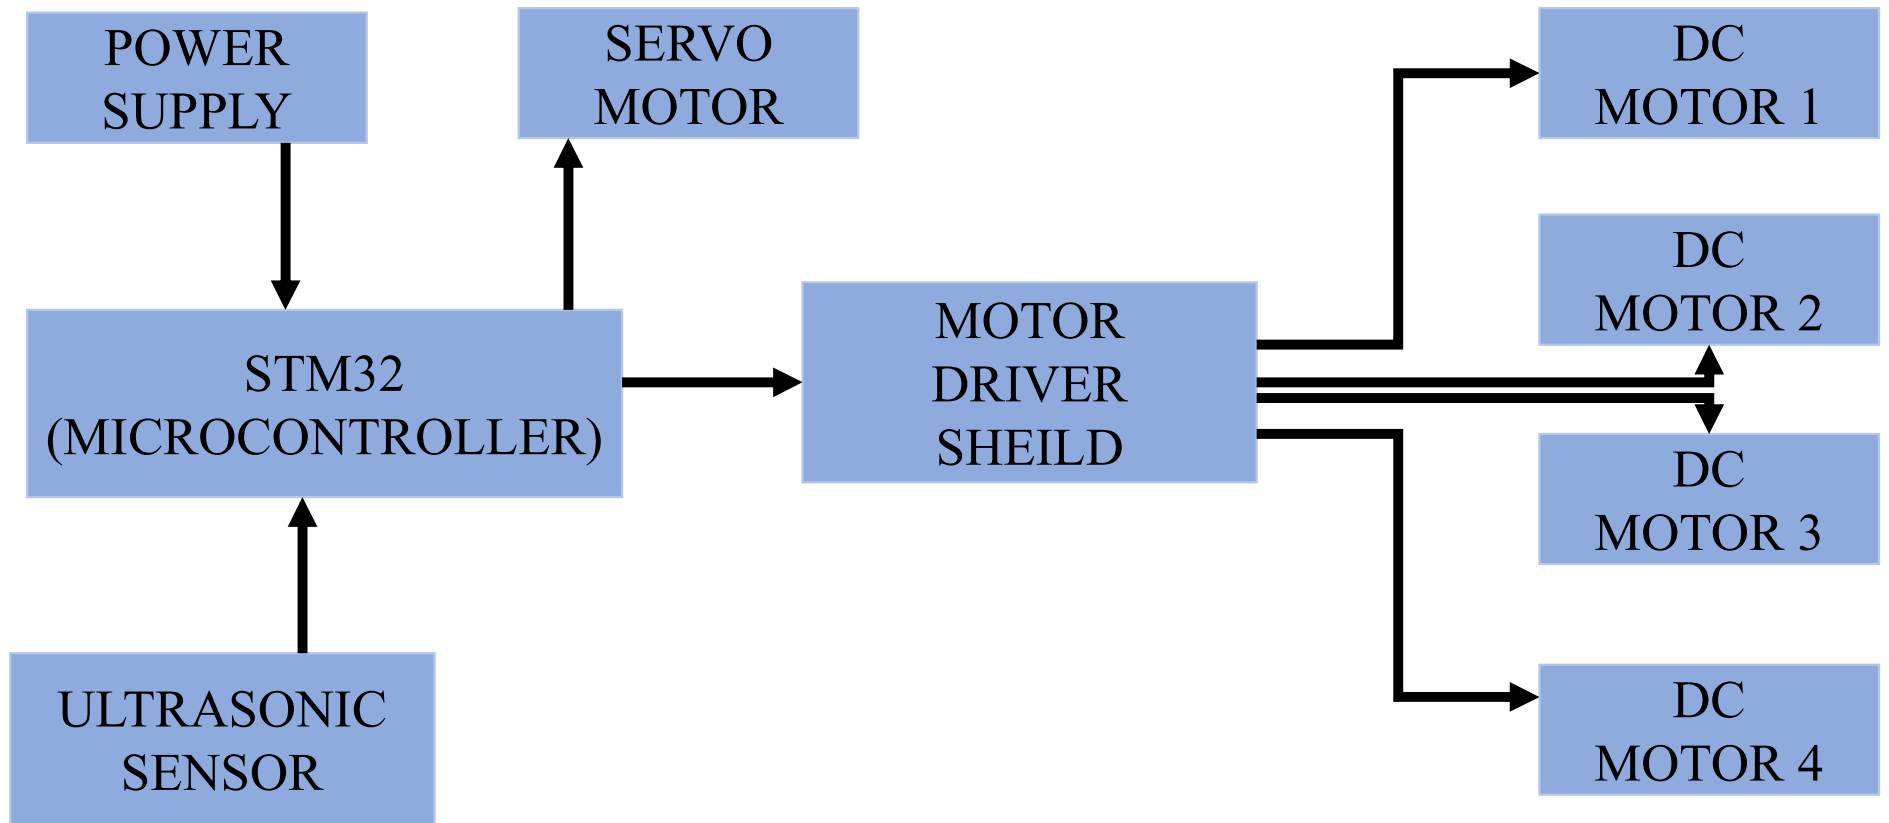 POWER
SUPPLY
SERVO
MOTOR
DC
MOTOR 1
DC
MOTOR 2
STM32
(MICROCONTROLLER)
MOTOR
DRIVER
SHEILD
DC
MOTOR 3
ULTRASONIC
SENSOR
DC
MOTOR 4